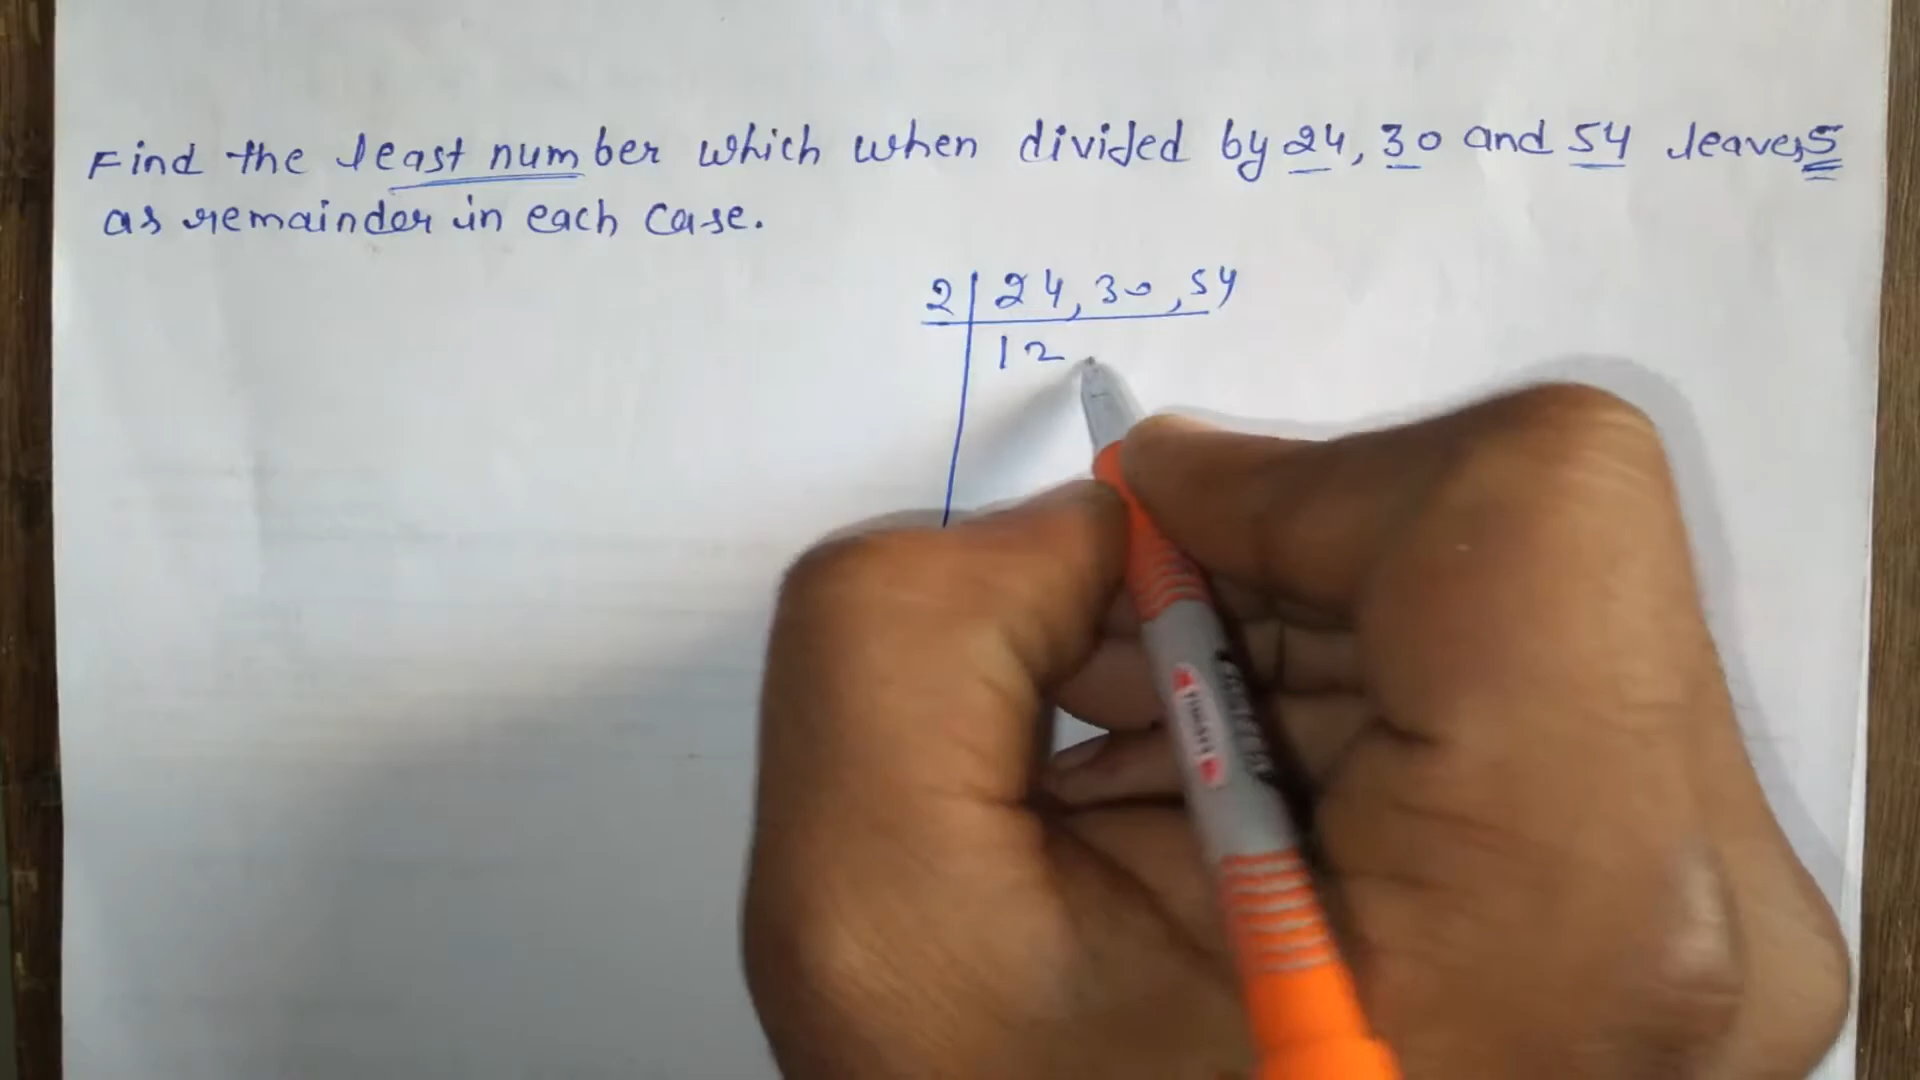 Find the least number which when divided by 24, 30 and 54 leaves 5
as remainder in each case.
2 | 24, 30, 54
12